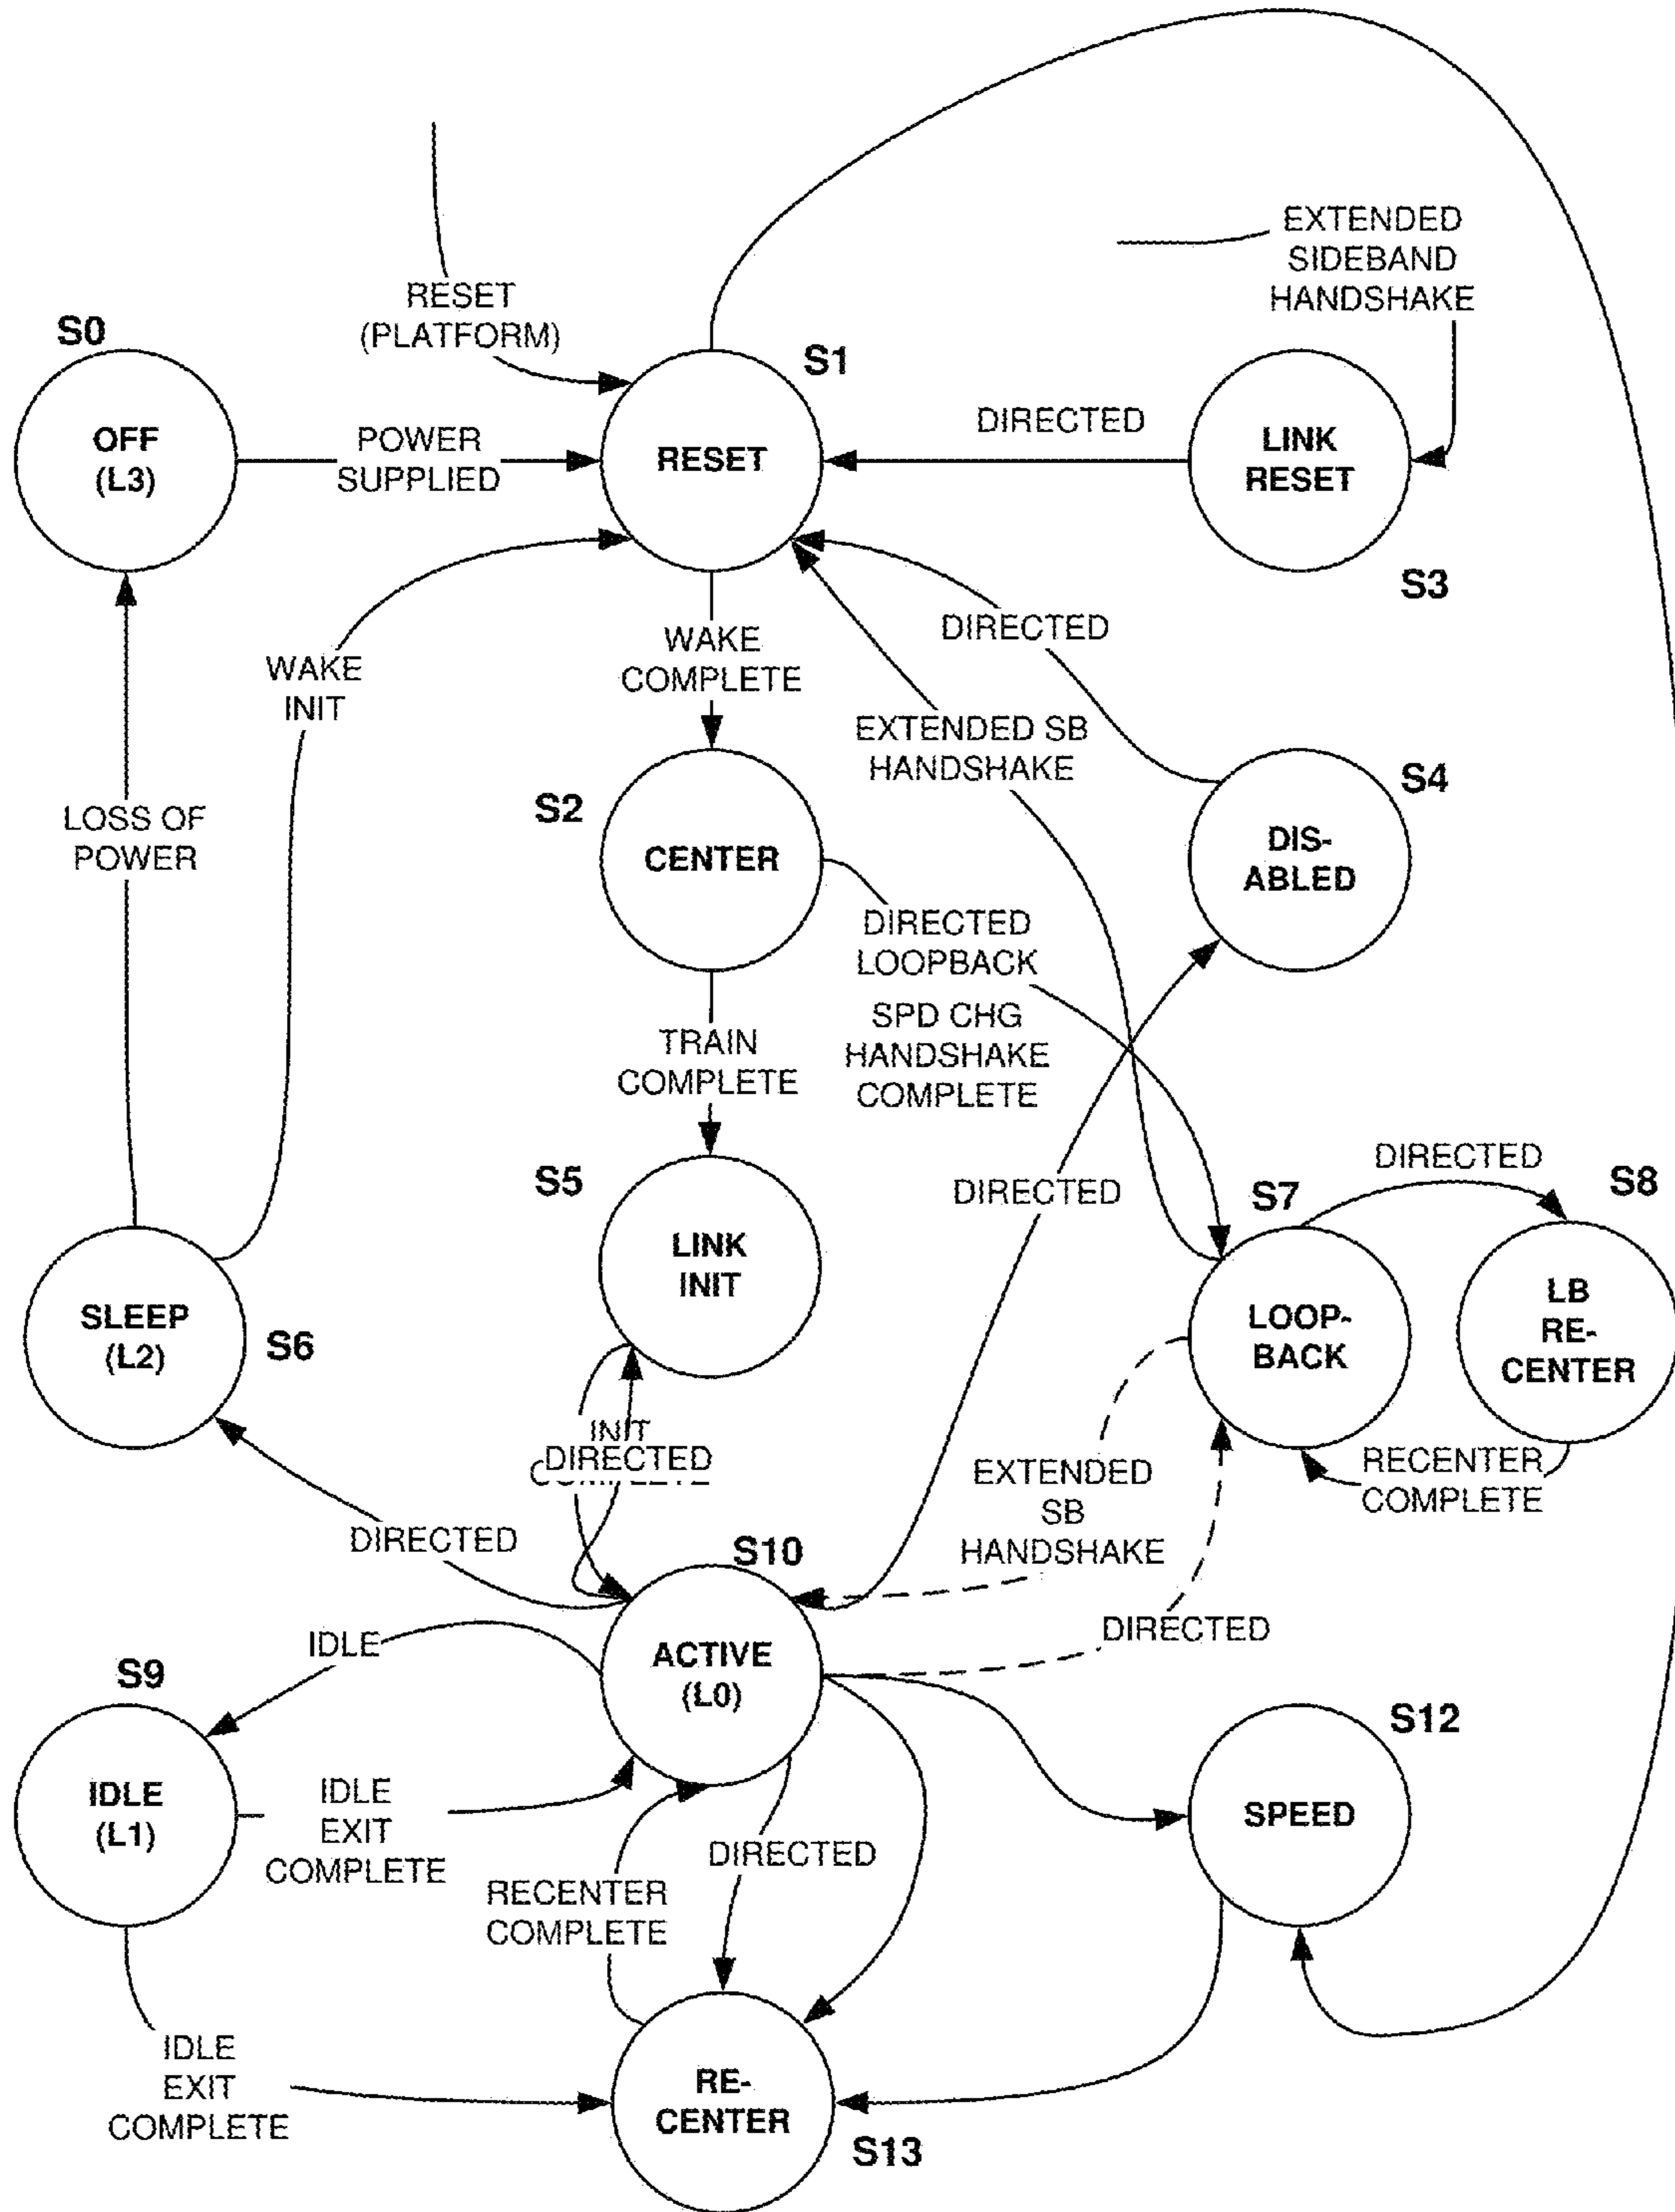 RESET
(PLATFORM)
EXTENDED
SIDEBAND
HANDSHAKE
S0
S1
OFF
(L3)
POWER
SUPPLIED
RESET
DIRECTED
LINK
RESET
S3
WAKE
INIT
WAKE
COMPLETE
DIRECTED
EXTENDED SB
HANDSHAKE
S2
S4
LOSS OF
POWER
CENTER
DIS-
ABLED
DIRECTED
LOOPBACK
SPD CHG
HANDSHAKE
COMPLETE
TRAIN
COMPLETE
DIRECTED
S5
DIRECTED
S7
S8
LINK
INIT
SLEEP
(L2)
S6
LOOP-
BACK
LB
RE-
CENTER
INIT
COMPLETE
DIRECTED
EXTENDED
SB
HANDSHAKE
RECENTER
COMPLETE
DIRECTED
S10
DIRECTED
IDLE
ACTIVE
(L0)
S9
S12
IDLE
(L1)
IDLE
EXIT
COMPLETE
SPEED
DIRECTED
RECENTER
COMPLETE
IDLE
EXIT
COMPLETE
RE-
CENTER
S13